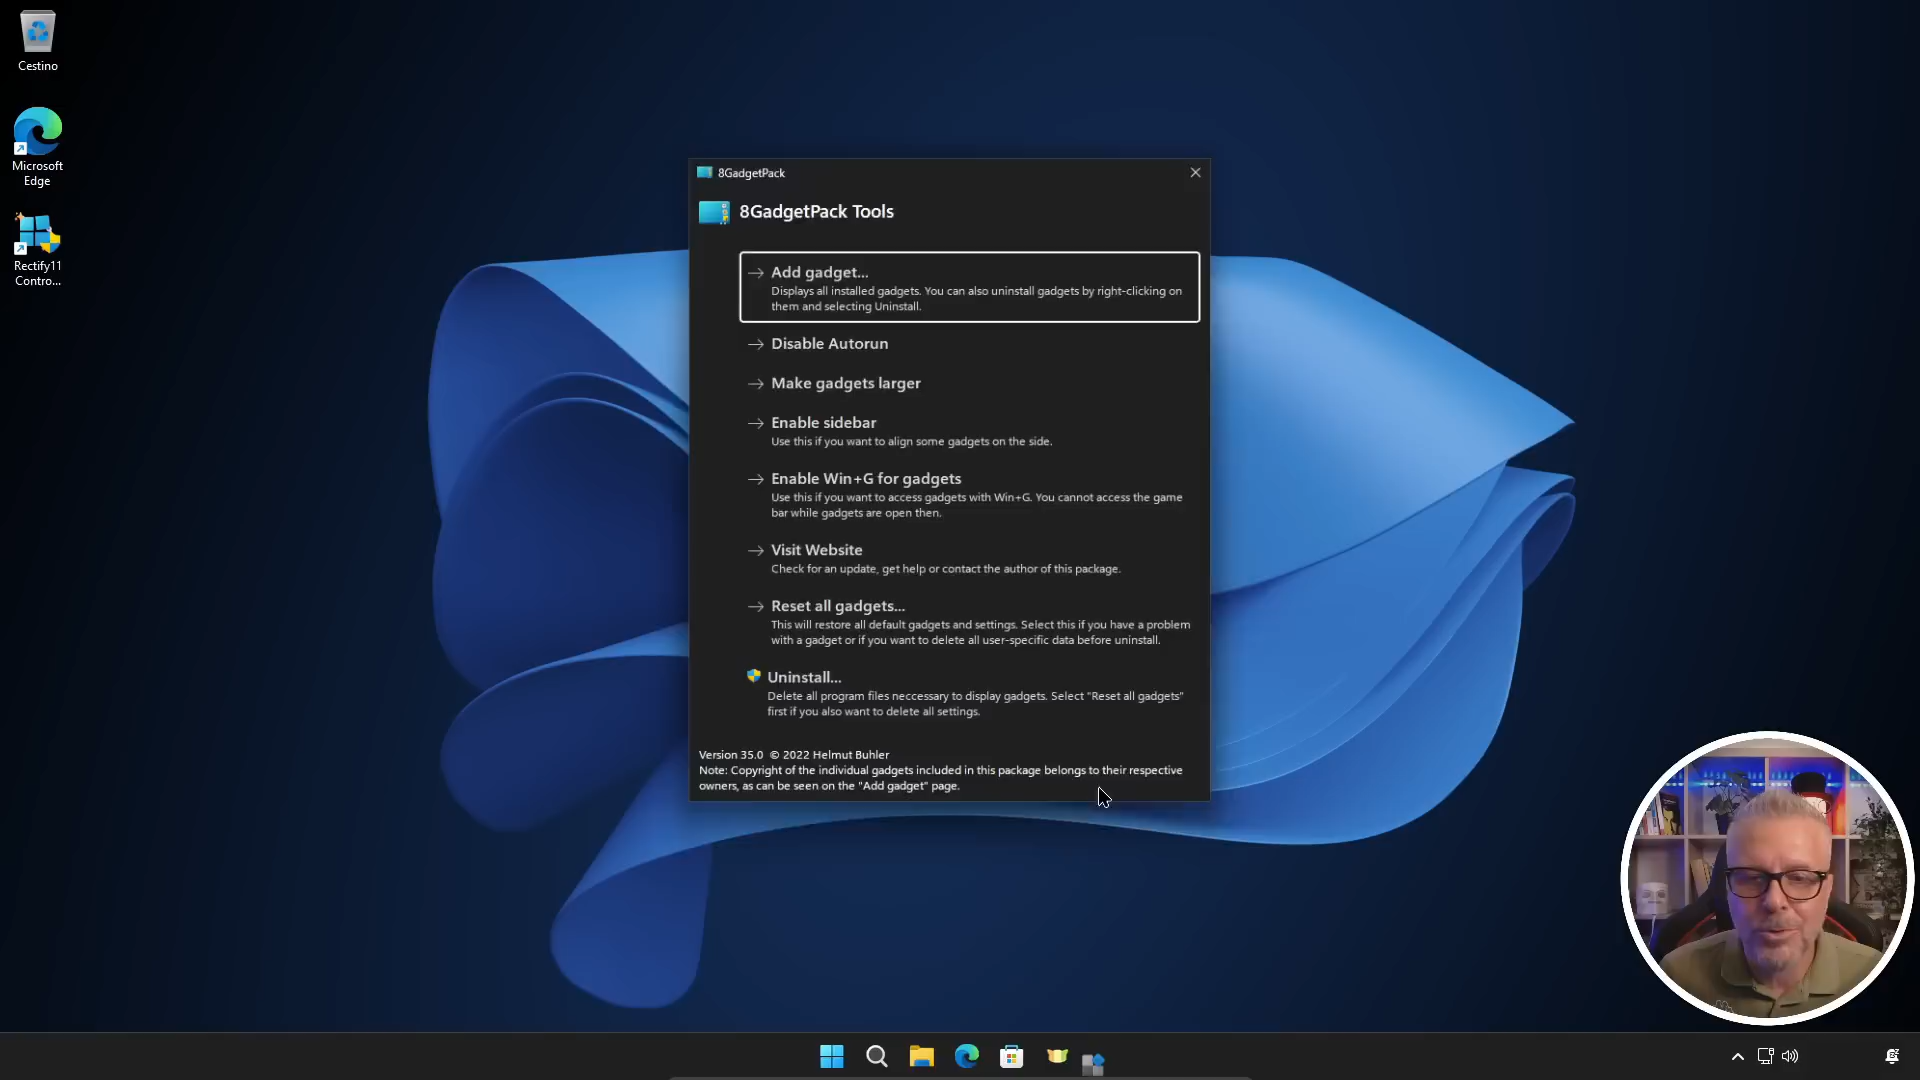 Cestino
Microsoft
Edge
Rectify11
Contro...
8GadgetPack
8GadgetPack Tools
Add gadget...
Displays all installed gadgets. You can also uninstall gadgets by right-clicking on
them and selecting Uninstall.
Disable Autorun
Make gadgets larger
Enable sidebar
Use this if you want to align some gadgets on the side.
Enable Win+G for gadgets
Use this if you want to access gadgets with Win+G. You cannot access the game
bar while gadgets are open then.
Visit Website
Check for an update, get help or contact the author of this package.
Reset all gadgets...
This will restore all default gadgets and settings. Select this if you have a problem
with a gadget or if you want to delete all user-specific data before uninstall.
Uninstall...
Delete all program files neccessary to display gadgets. Select "Reset all gadgets"
first if you also want to delete all settings.
Version 35.0 © 2022 Helmut Buhler
Note: Copyright of the individual gadgets included in this package belongs to their respective
owners, as can be seen on the "Add gadget" page.